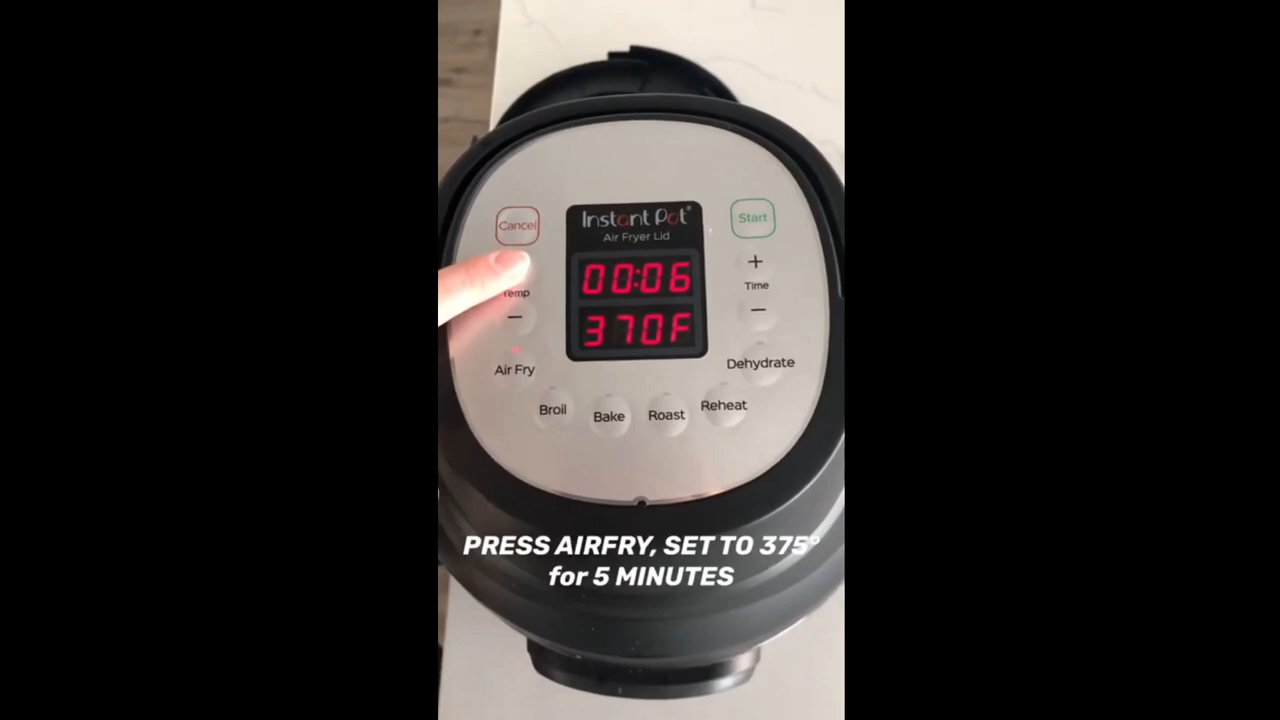 Instant Pot®
Air Fryer Lid
Cancel
Start
00:06
370F
+
Time
−
Temp
−
Air Fry
Dehydrate
Broil
Bake
Roast
Reheat
PRESS AIRFRY, SET TO 375°
for 5 MINUTES